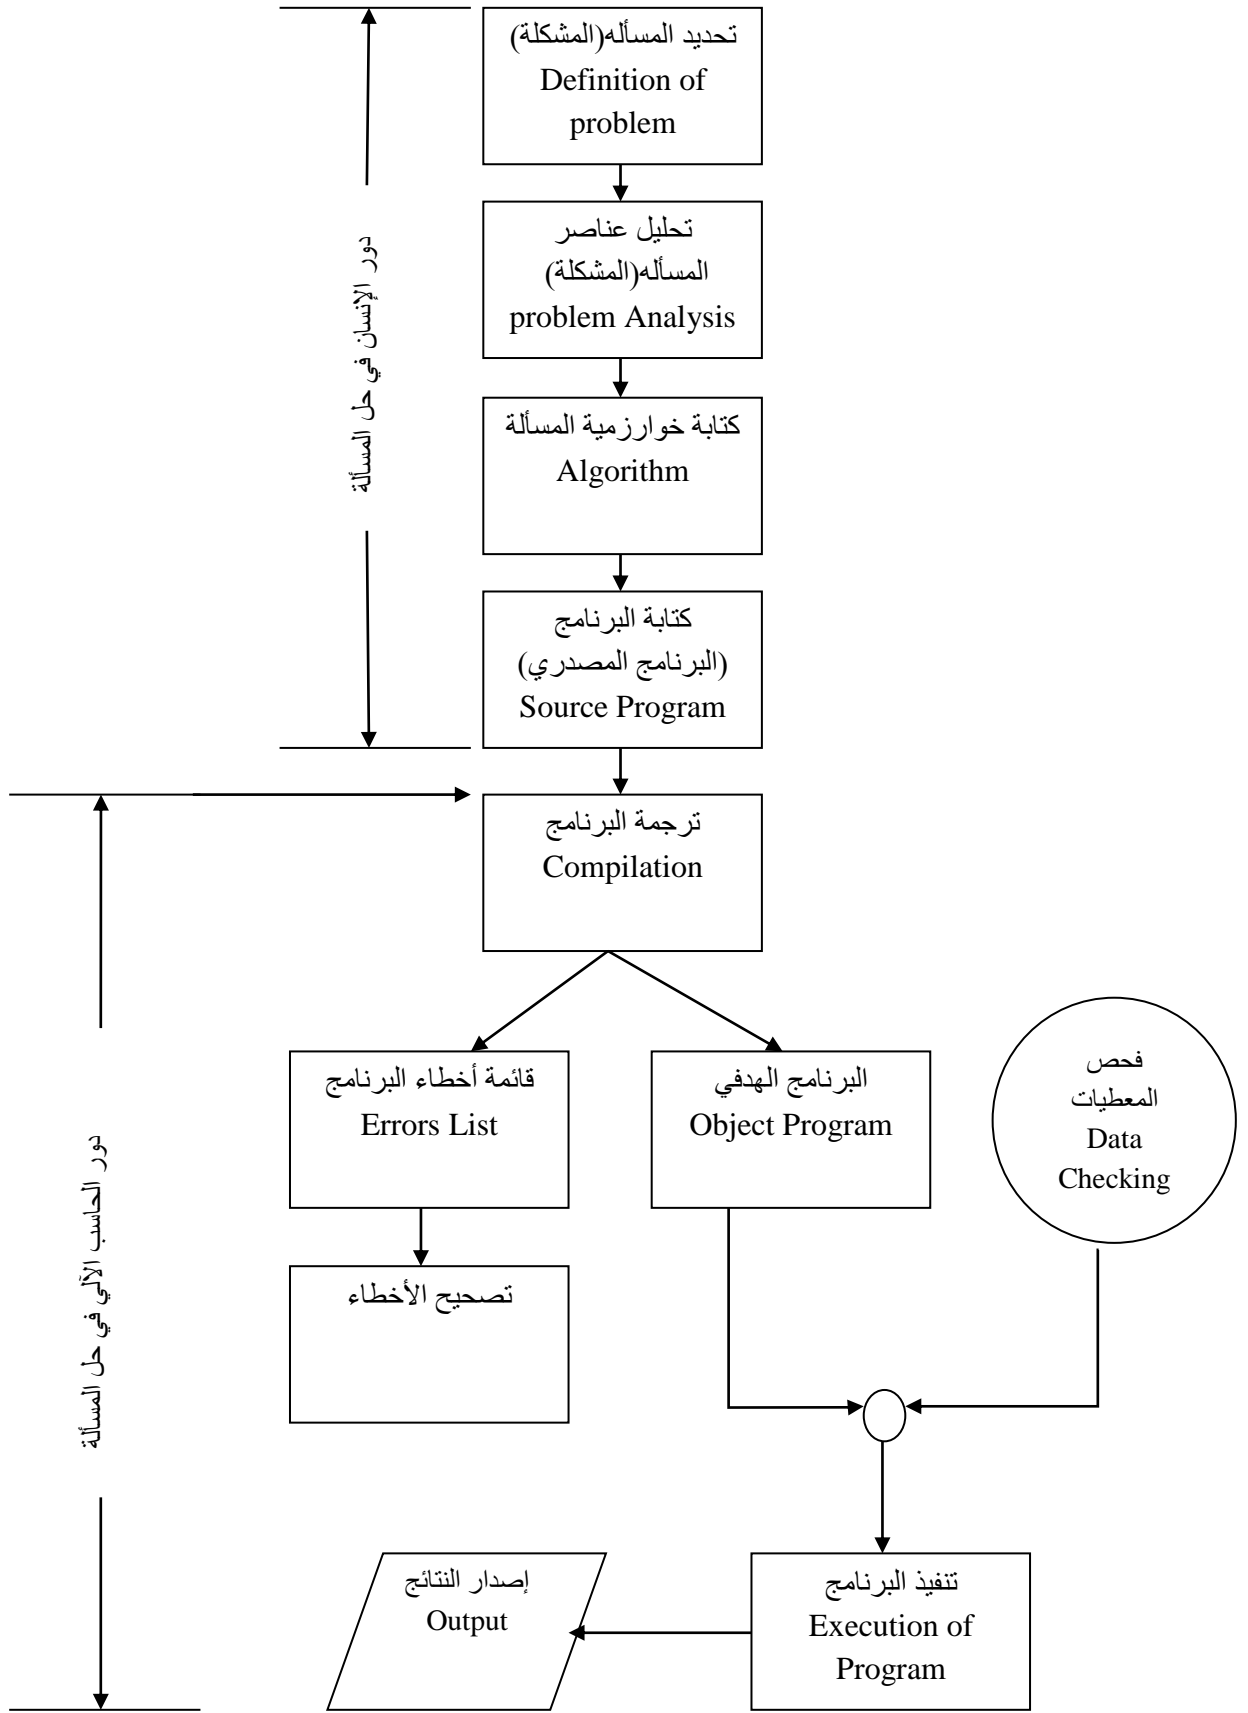 تحديد المسأله(المشكلة)
Definition of
problem
تحليل عناصر
المسأله(المشكلة)
problem Analysis
كتابة خوارزمية المسألة
Algorithm
كتابة البرنامج
(البرنامج المصدري)
Source Program
دور الإنسان في حل المسألة
ترجمة البرنامج
Compilation
قائمة أخطاء البرنامج
Errors List
البرنامج الهدفي
Object Program
فحص
المعطيات
Data
Checking
تصحيح الأخطاء
دور الحاسب الآلي في حل المسألة
تنفيذ البرنامج
Execution of
Program
إصدار النتائج
Output